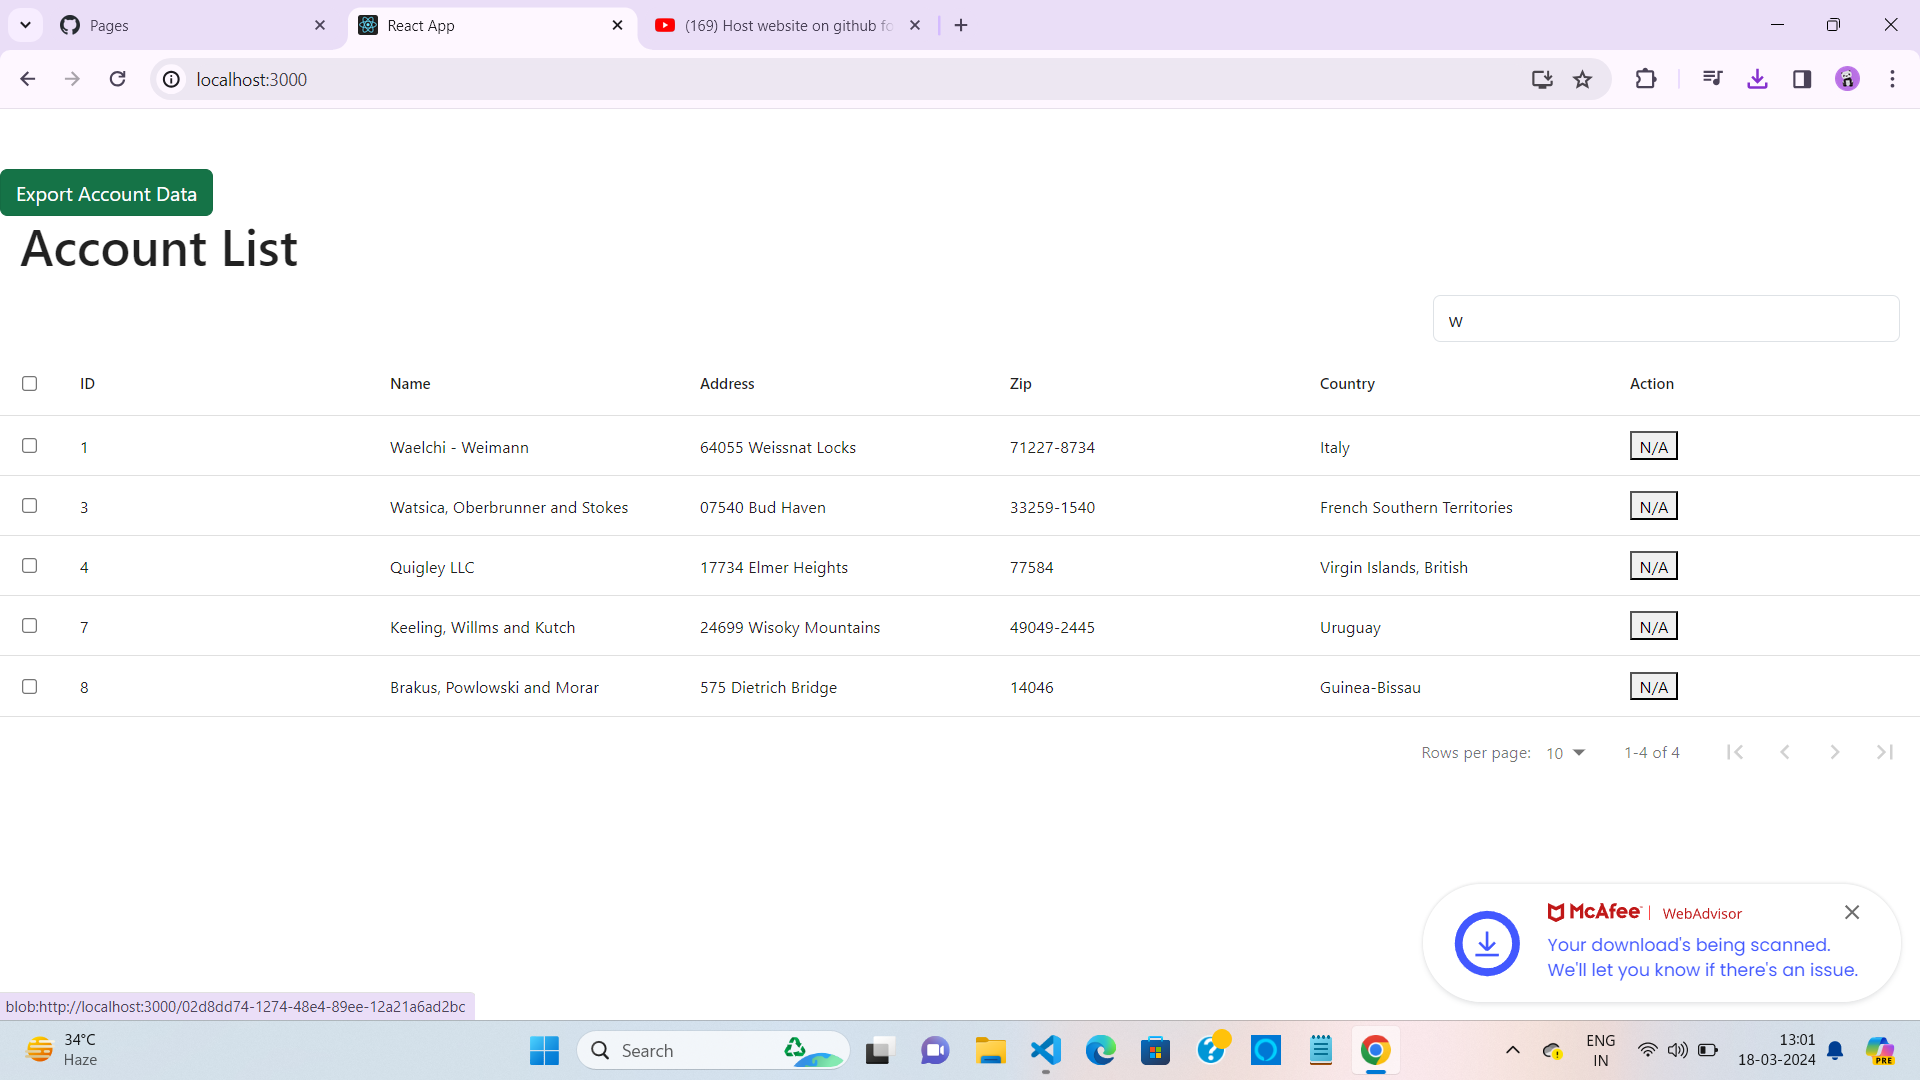 Pages
React App
(169) Host website on github fo
localhost:3000
Export Account Data
Account List
w
ID Name Address Zip Country Action
1 Waelchi - Weimann 64055 Weissnat Locks 71227-8734 Italy N/A
3 Watsica, Oberbrunner and Stokes 07540 Bud Haven 33259-1540 French Southern Territories N/A
4 Quigley LLC 17734 Elmer Heights 77584 Virgin Islands, British N/A
7 Keeling, Willms and Kutch 24699 Wisoky Mountains 49049-2445 Uruguay N/A
8 Brakus, Powlowski and Morar 575 Dietrich Bridge 14046 Guinea-Bissau N/A
Rows per page: 10 1-4 of 4
McAfee | WebAdvisor
Your download's being scanned.
We'll let you know if there's an issue.
blob:http://localhost:3000/02d8dd74-1274-48e4-89ee-12a21a6ad2bc
34°C
Haze
Search
ENG
IN
13:01
18-03-2024
PRE